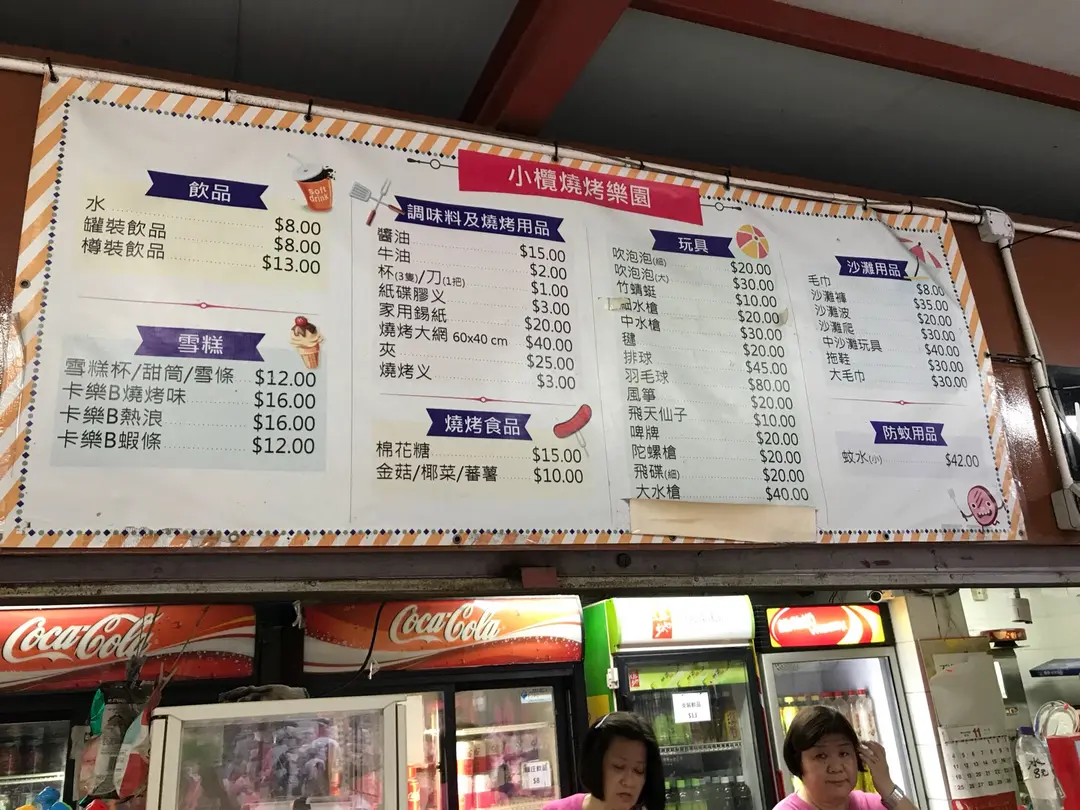 小欖燒烤樂園
飲品
Soft drink
水 $8.00
罐裝飲品 $8.00
樽裝飲品 $13.00
雪糕
雪糕杯/甜筒/雪條 $12.00
卡樂B燒烤味 $16.00
卡樂B熱浪 $16.00
卡樂B蝦條 $12.00
調味料及燒烤用品
醬油 $15.00
牛油 $2.00
杯(3隻)/刀(1把) $1.00
紙碟膠义 $3.00
家用錫紙 $20.00
燒烤大網 60x40 cm $40.00
夾 $25.00
燒烤义 $3.00
燒烤食品
棉花糖 $15.00
金菇/椰菜/蕃薯 $10.00
玩具
吹泡泡(細) $20.00
吹泡泡(大) $30.00
竹蜻蜓 $10.00
水槍 $20.00
中水槍 $30.00
毽 $20.00
排球 $45.00
羽毛球 $80.00
風箏 $20.00
飛天仙子 $10.00
啤牌 $20.00
陀螺槍 $20.00
飛碟(細) $20.00
大水槍 $40.00
沙灘用品
毛巾 $8.00
沙灘褲 $35.00
沙灘波 $20.00
沙灘爬 $30.00
中沙灘玩具 $40.00
拖鞋 $30.00
大毛巾 $30.00
防蚊用品
蚊水(小) $42.00
Coca-Cola
Coca-Cola
11